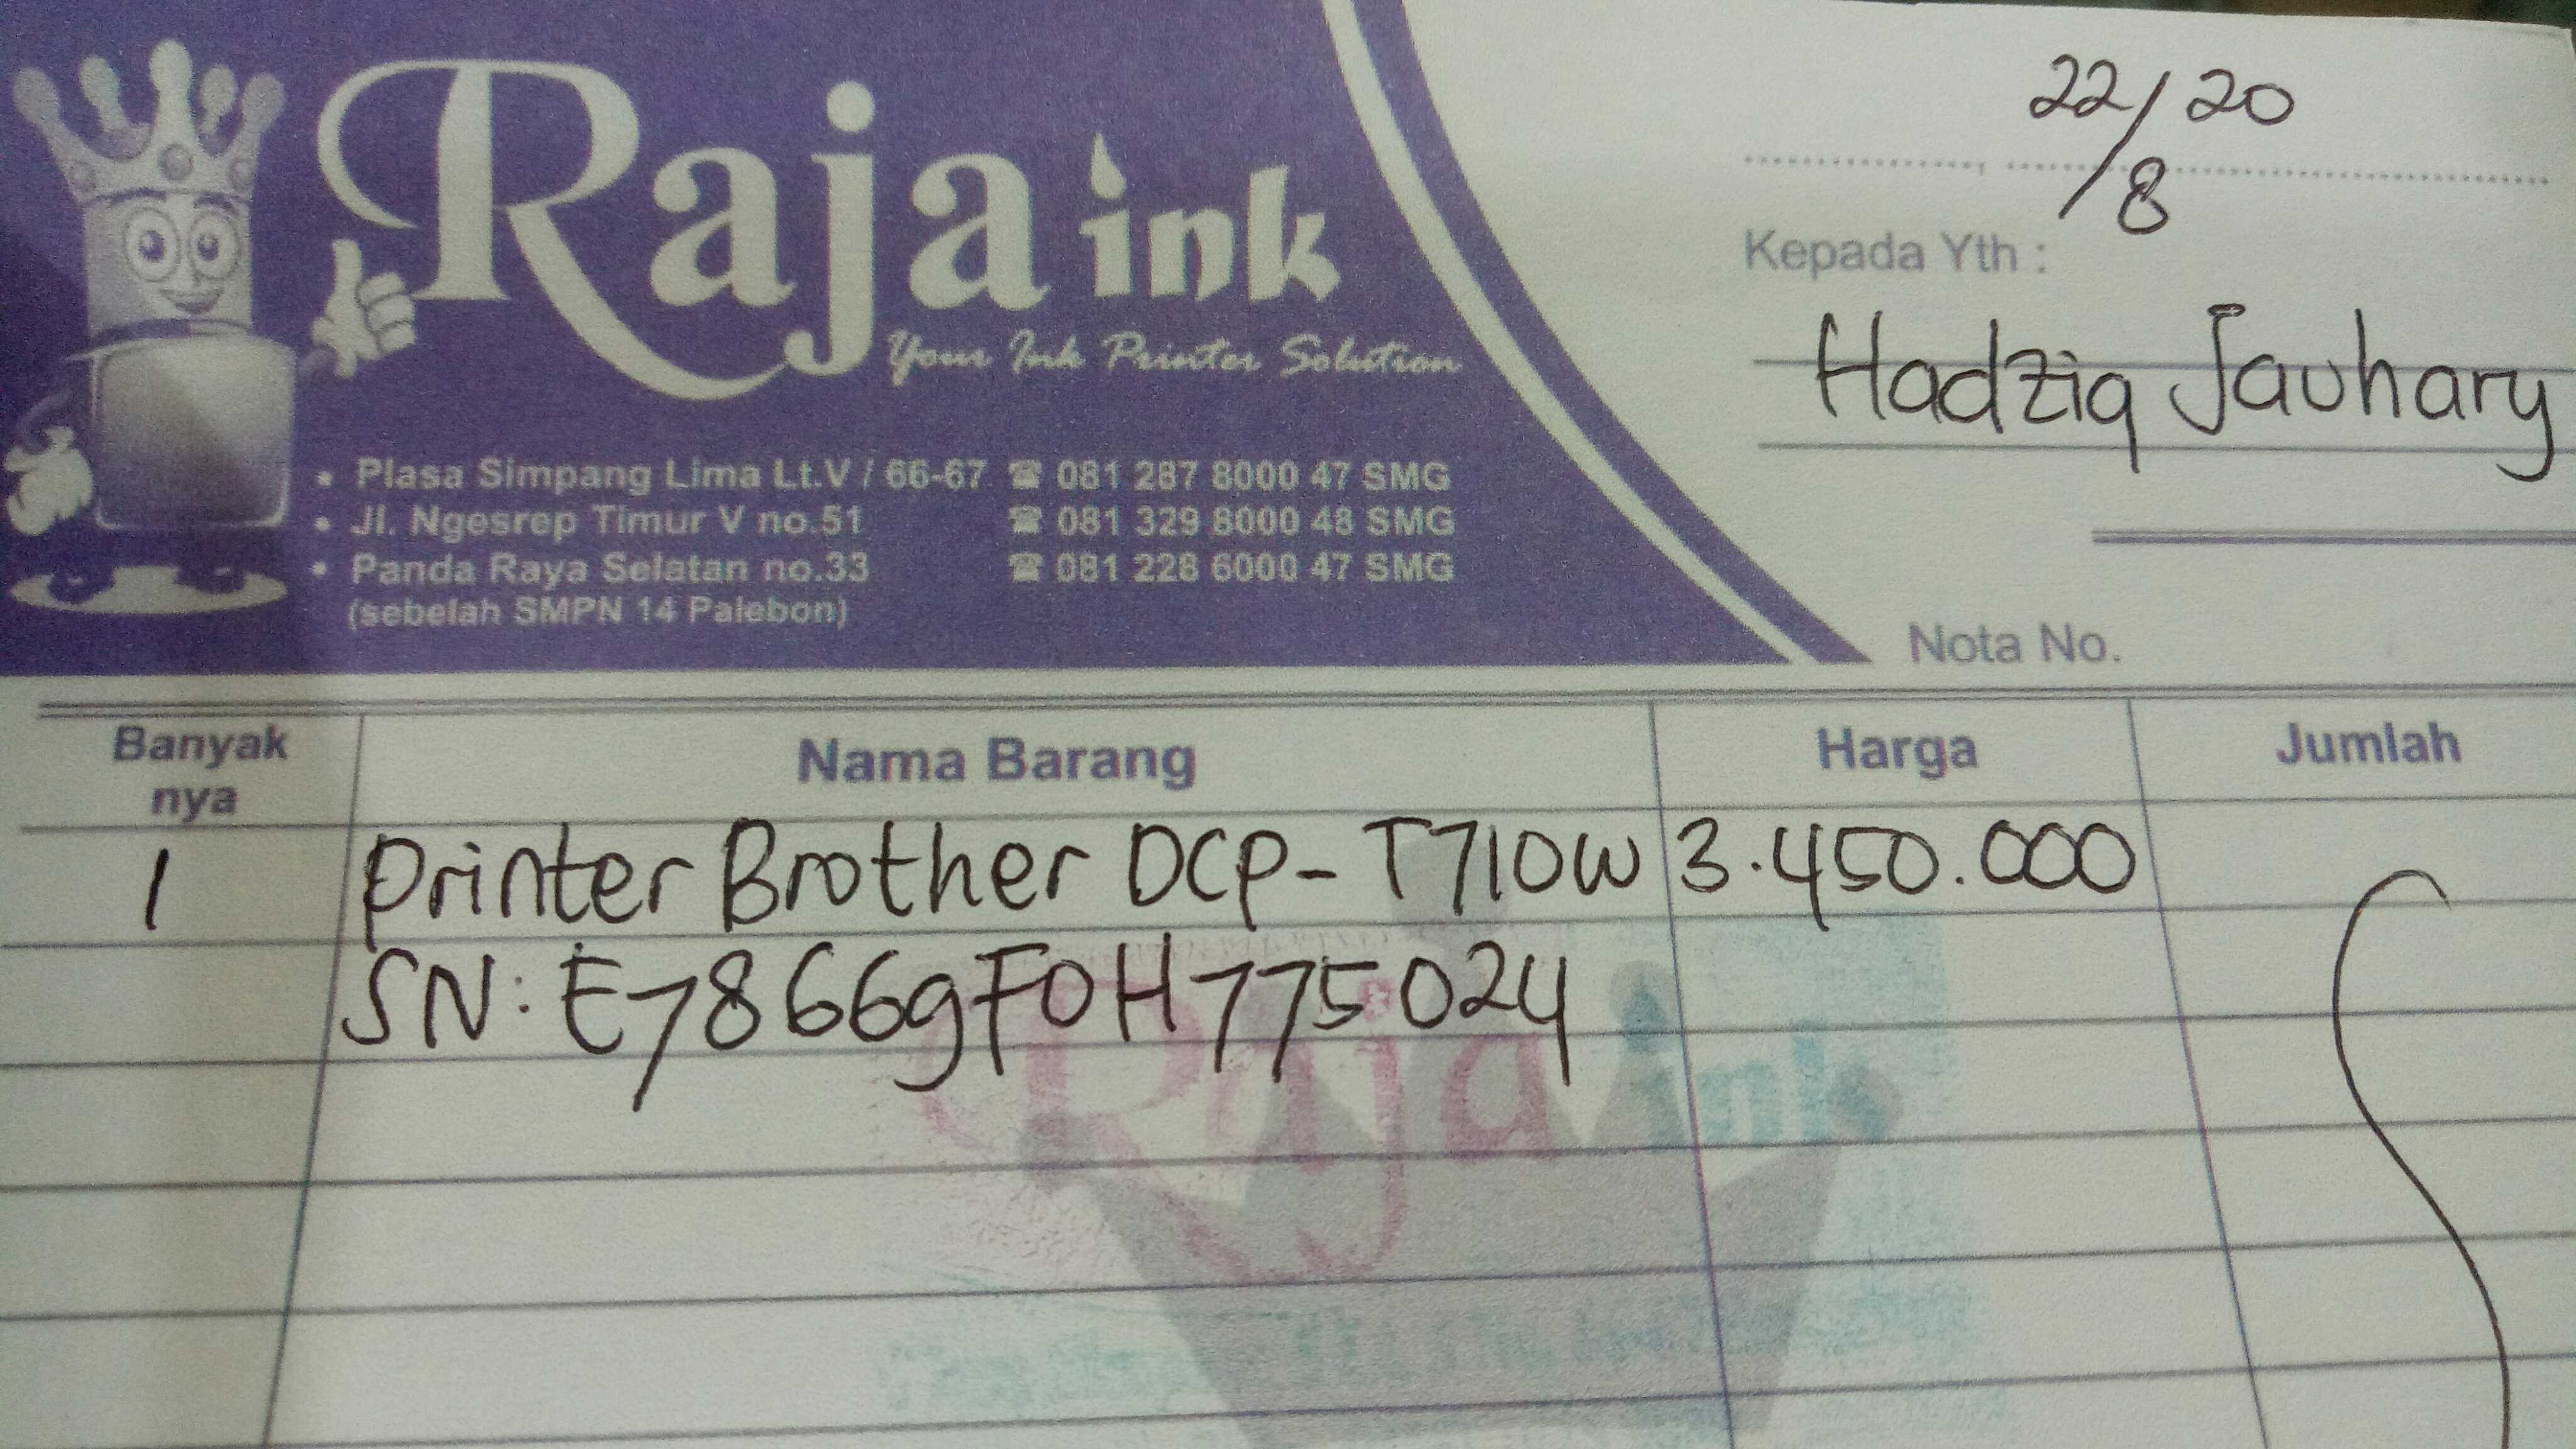 Raja ink
Your Ink Printer Solution
• Plasa Simpang Lima Lt.V / 66-67 ☎ 081 287 8000 47 SMG
• Jl. Ngesrep Timur V no.51 ☎ 081 329 8000 48 SMG
• Panda Raya Selatan no.33 ☎ 081 228 6000 47 SMG
(sebelah SMPN 14 Palebon)
22/8 20
Kepada Yth :
Hadziq Jauhary
Nota No.
Banyak nya Nama Barang Harga Jumlah
1 Printer Brother DCP-T710W 3.450.000
SN: E78669F0H775024
Raja ink